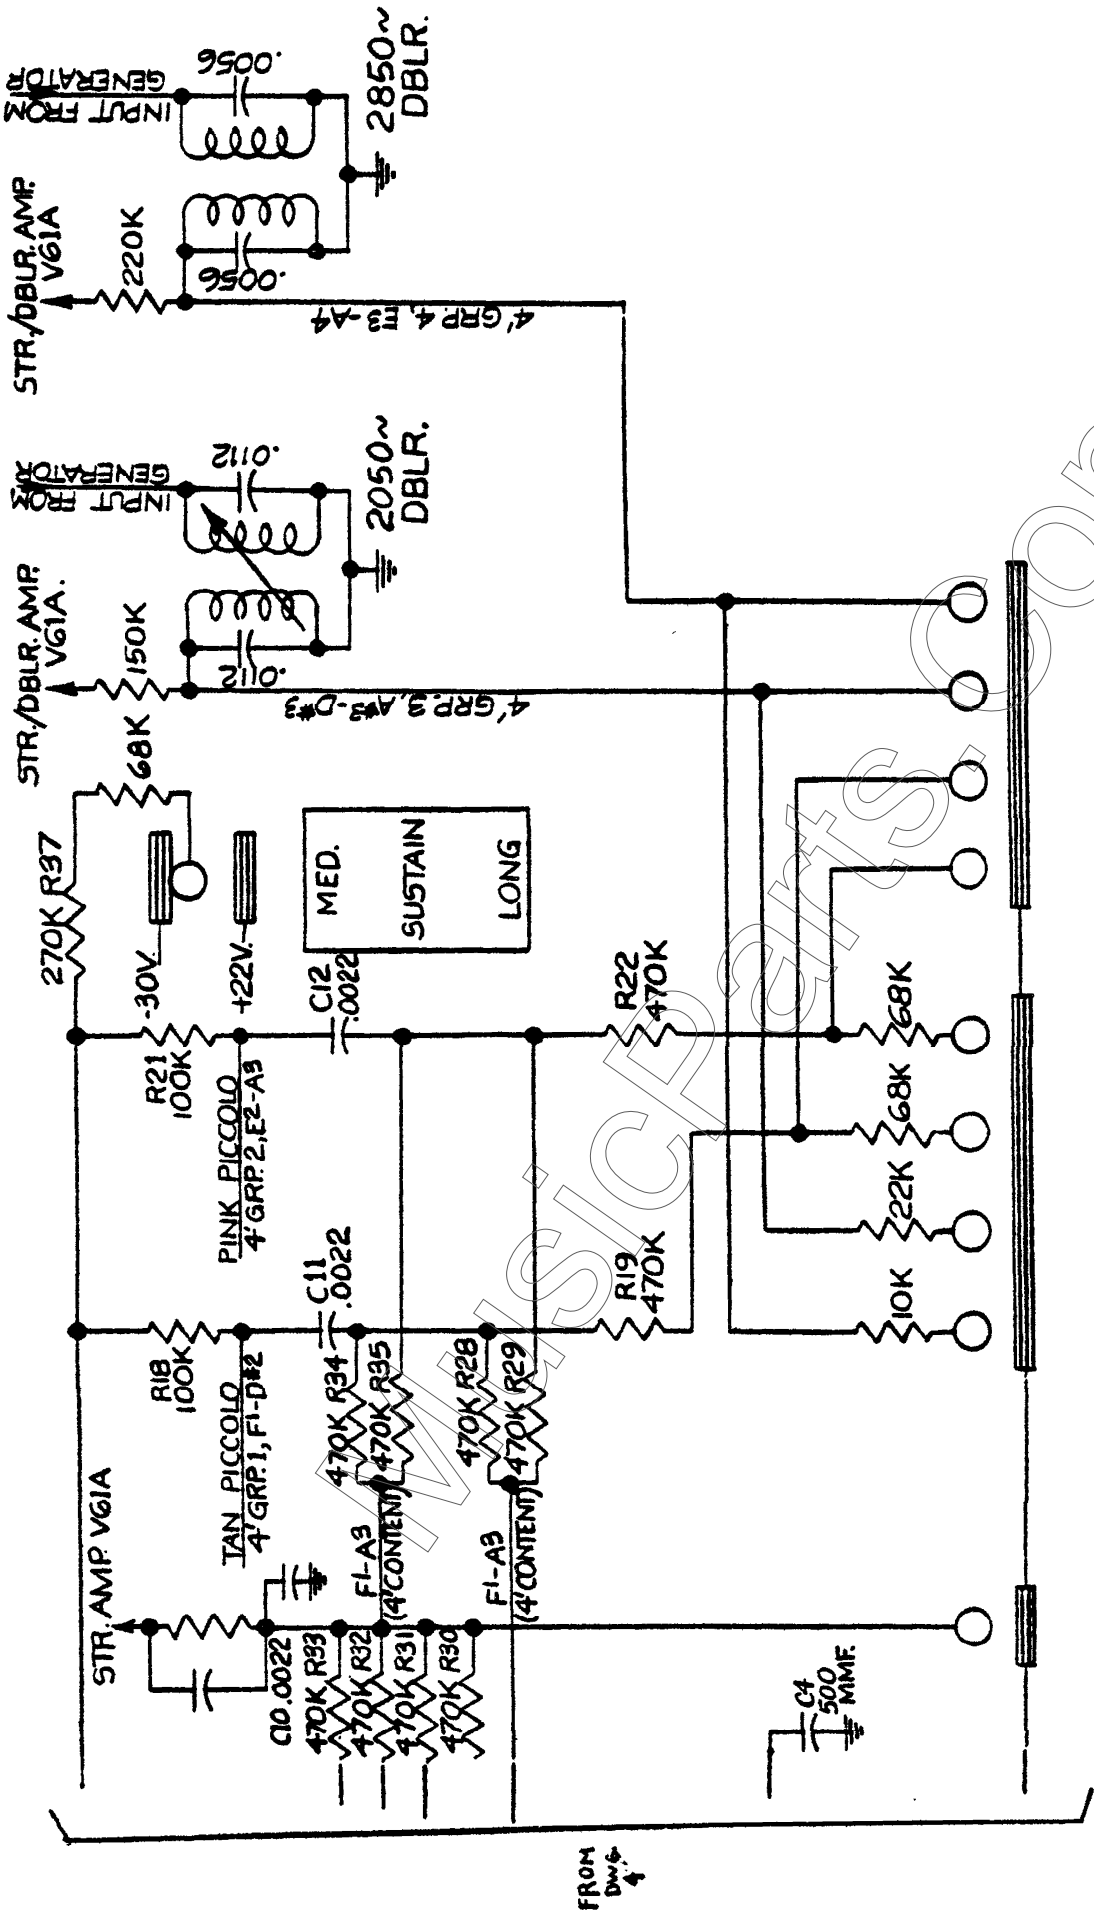 FROM
DWG.
4
STR. AMP. V61A
C10 .0022
470K R33
470K R32
470K R31
470K R30
C4
500
MMF.
R18
100K
TAN PICCOLO
4' GRP. 1, F1-D#2
C11
.0022
470K R34
470K R35
F1-A3
(4' CONTENT)
470K R28
470K R29
F1-A3
(4' CONTENT)
R19
470K
R21
100K
PINK PICCOLO
4' GRP. 2, E2-A3
C12
.0022
R22
470K
10K
22K
68K
68K
270K R37
68K
-30V.
+22V.
MED.
SUSTAIN
LONG
STR./DBLR. AMP.
V61A.
150K
.0112
INPUT FROM
GENERATOR
.0112
2050~
DBLR.
4' GRP. 3, A#3-D#3
STR./DBLR. AMP.
V61A
220K
.0056
INPUT FROM
GENERATOR
.0056
2850~
DBLR.
4' GRP. 4, E3-A4
MusicParts.Com